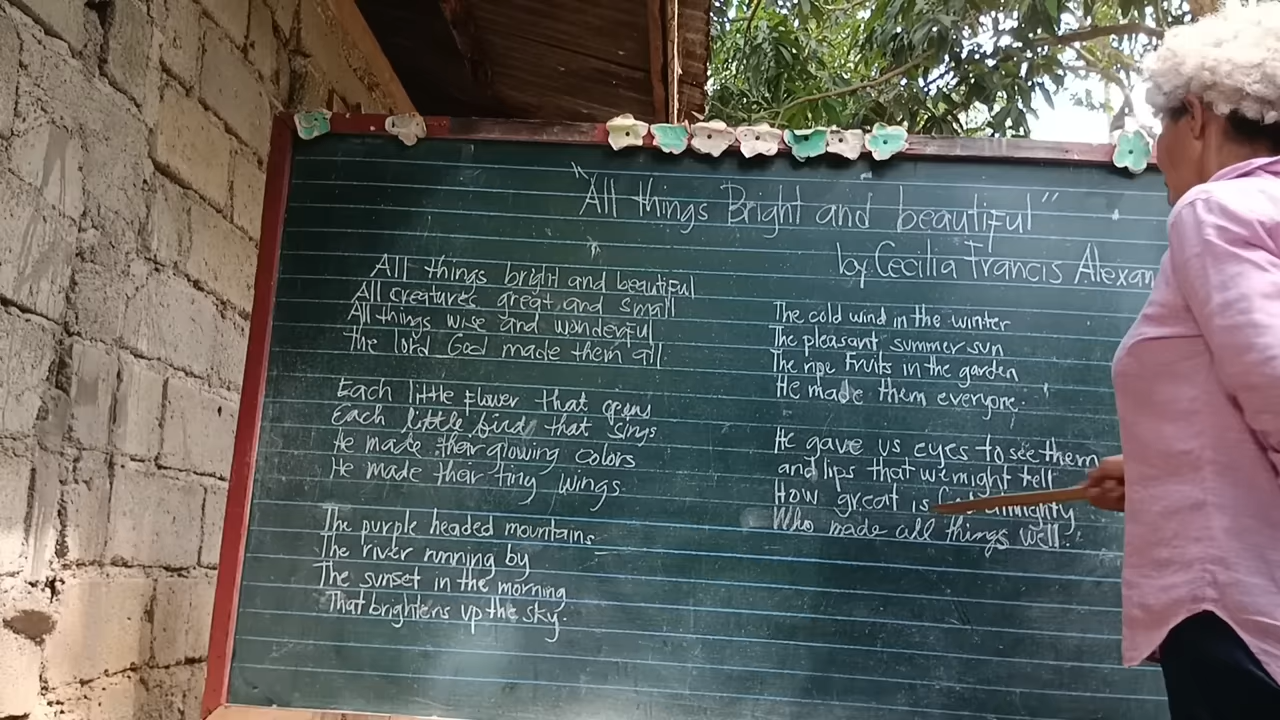 "All things Bright and beautiful"
by Cecilia Francis Alexan
All things bright and beautiful
All creatures great and small
All things wise and wonderful
The lord God made them all.
Each little flower that opens
Each little bird that sings
He made their glowing colors
He made their tiny wings
The purple headed mountains
The river running by
The sunset in the morning
That brightens up the sky.
The cold wind in the winter
The pleasant summer sun
The ripe Fruits in the garden
He made them everyone.
He gave us eyes to see them
and lips that we might tell
How great is almighty
Who made all things well.